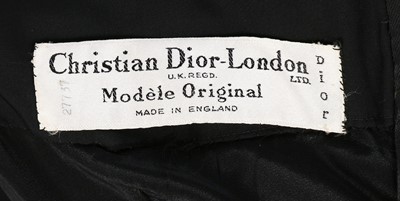 Christian Dior-London LTD.
U.K. REGD.
Modèle Original
MADE IN ENGLAND
Dior